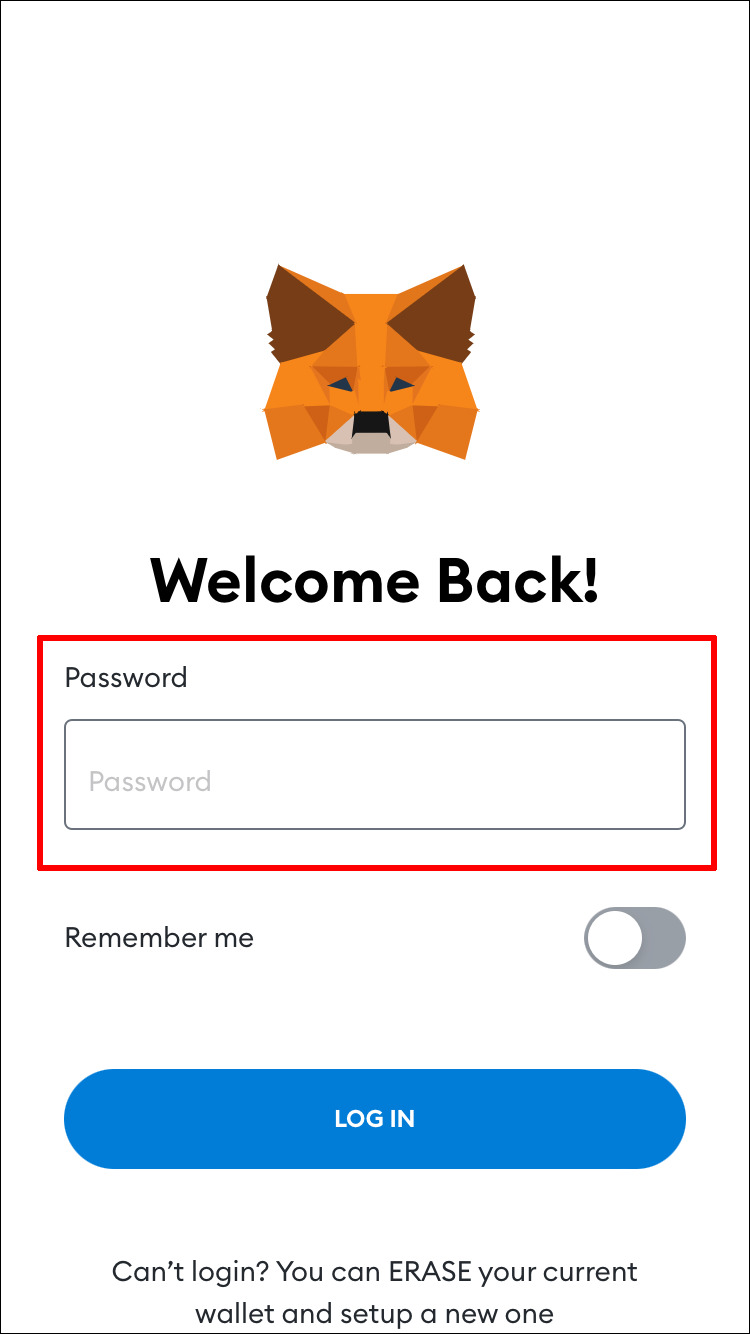 Welcome Back!
Password
Password
Remember me
LOG IN
Can’t login? You can ERASE your current
wallet and setup a new one